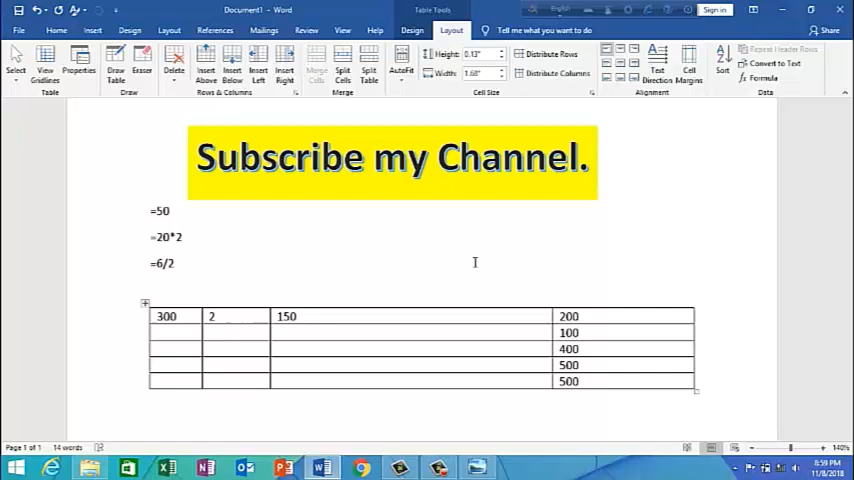 Document1 - Word
Table Tools
English
Sign in
File Home Insert Design Layout References Mailings Review View Help Design Layout Tell me what you want to do Share
Select
View Gridlines
Properties
Draw Table
Eraser
Delete
Insert Above
Insert Below
Insert Left
Insert Right
Merge Cells
Split Cells
Split Table
AutoFit
Height: 0.13"
Width: 1.68"
Distribute Rows
Distribute Columns
Text Direction
Cell Margins
Sort
Repeat Header Rows
Convert to Text
Formula
Table Draw Rows & Columns Merge Cell Size Alignment Data
Subscribe my Channel.
=50
=20*2
=6/2
300 2 150 200
100
400
500
500
Page 1 of 1 14 words 140%
8:59 PM
11/8/2018